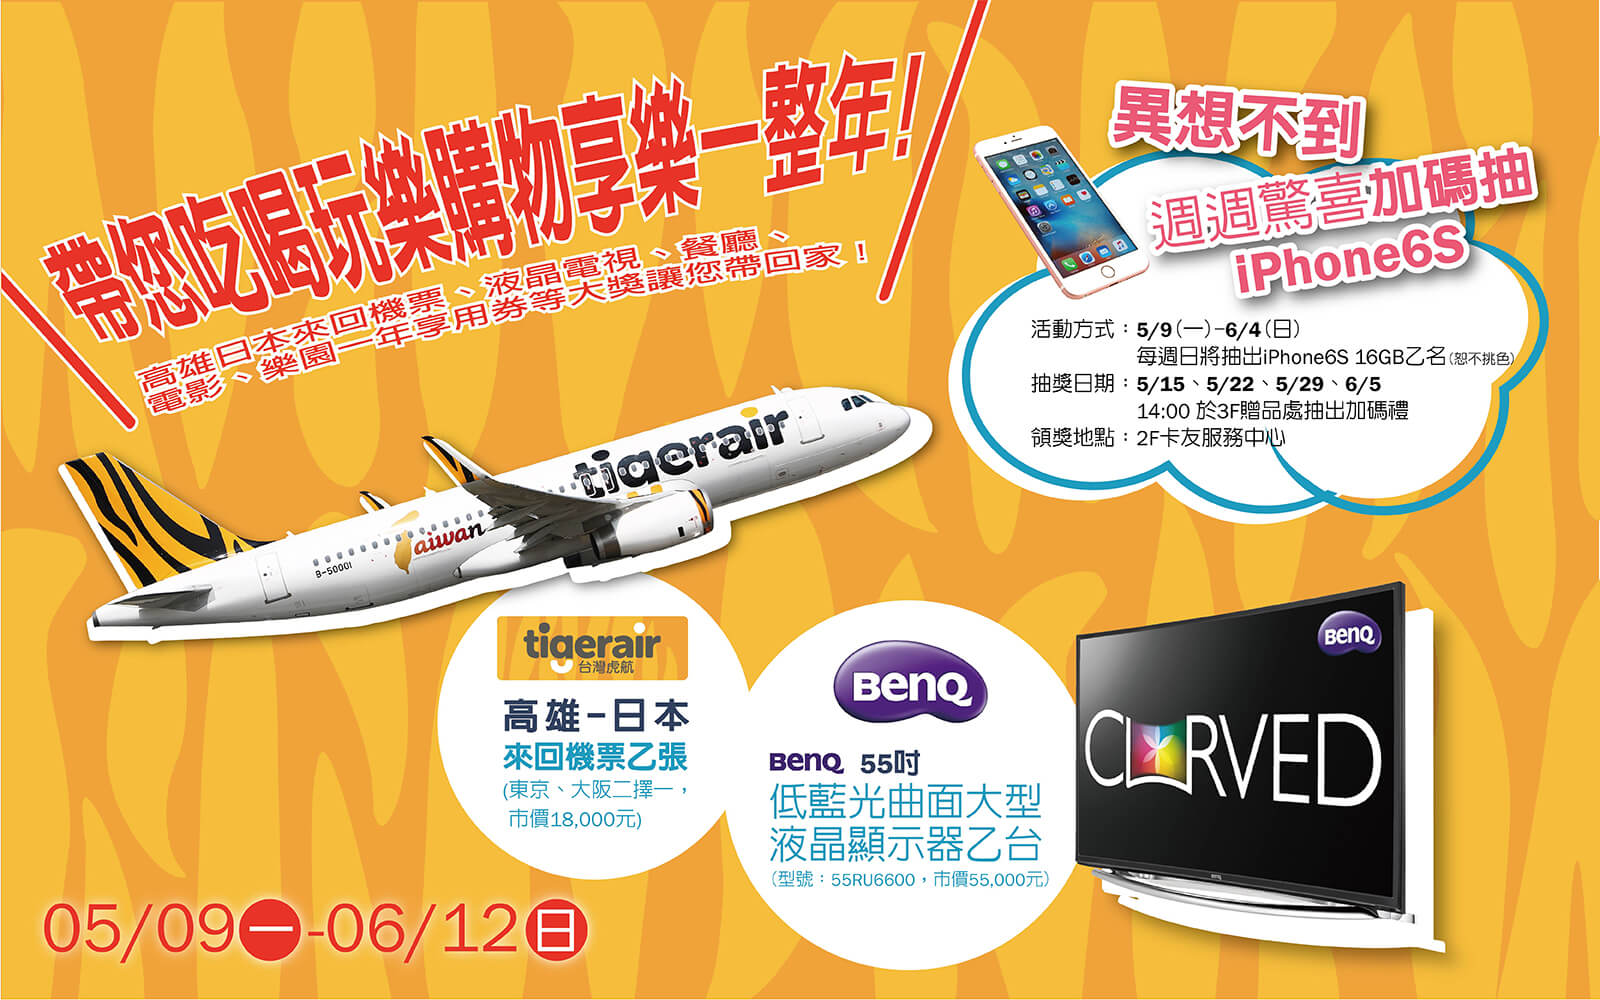 帶您吃喝玩樂購物享樂一整年!
高雄日本來回機票、液晶電視、餐廳、
電影、樂園一年享用券等大獎讓您帶回家！
異想不到
週週驚喜加碼抽
iPhone6S
活動方式：5/9(一)-6/4(日)
每週日將抽出iPhone6S 16GB乙名(恕不挑色)
抽獎日期：5/15、5/22、5/29、6/5
14:00 於3F贈品處抽出加碼禮
領獎地點：2F卡友服務中心
tigerair
Taiwan
B-50001
tigerair
台灣虎航
高雄-日本
來回機票乙張
(東京、大阪二擇一，
市價18,000元)
BenQ
BenQ 55吋
低藍光曲面大型
液晶顯示器乙台
(型號：55RU6600，市價55,000元)
BenQ
CURVED
BenQ
05/09一-06/12日